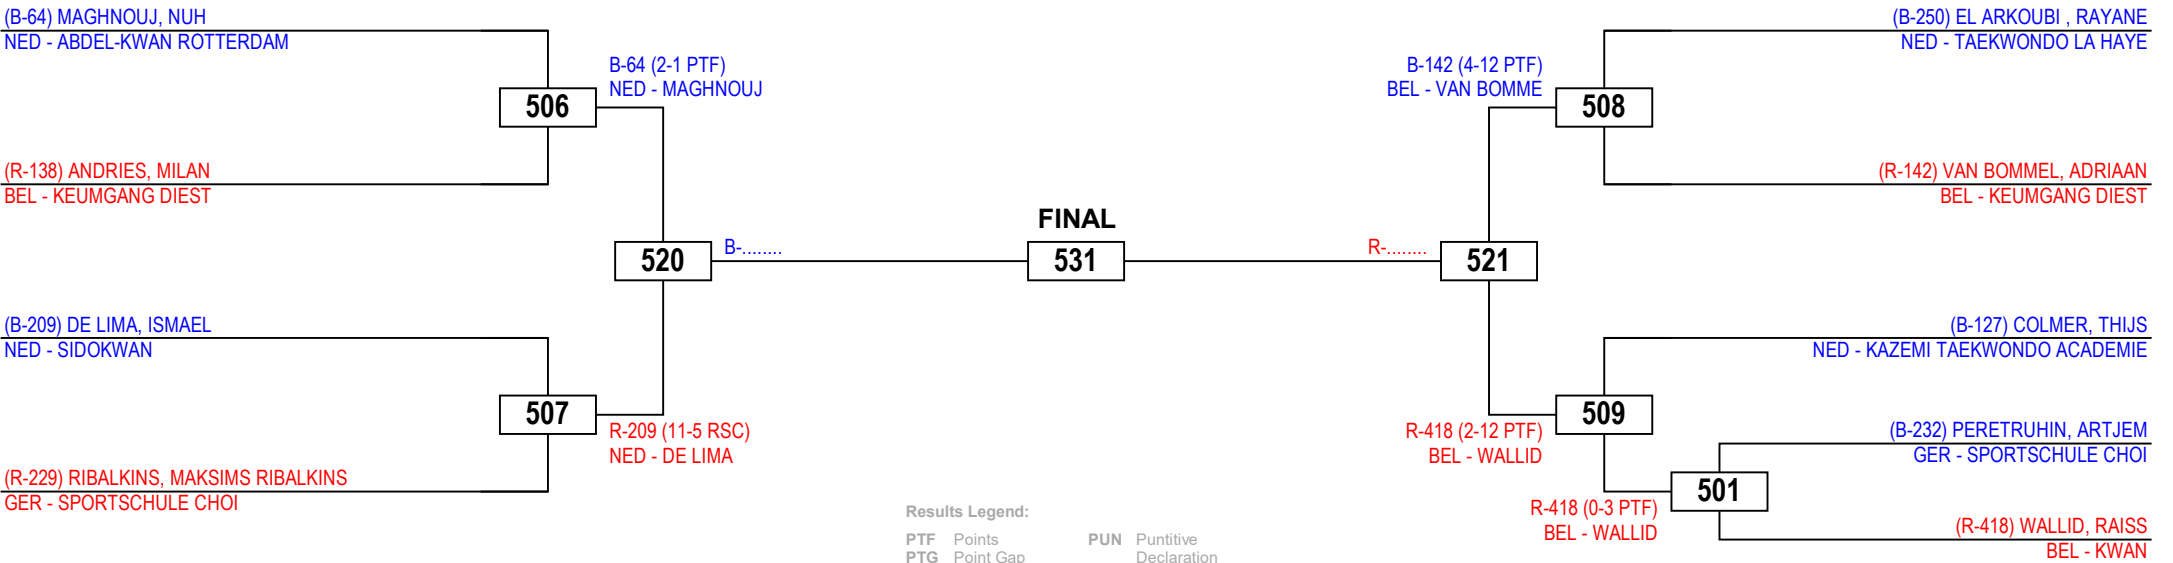 (B-64) MAGHNOUJ, NUH
NED - ABDEL-KWAN ROTTERDAM
B-64 (2-1 PTF)
NED - MAGHNOUJ
506
(R-138) ANDRIES, MILAN
BEL - KEUMGANG DIEST
520
B-........
(B-209) DE LIMA, ISMAEL
NED - SIDOKWAN
507
R-209 (11-5 RSC)
NED - DE LIMA
(R-229) RIBALKINS, MAKSIMS RIBALKINS
GER - SPORTSCHULE CHOI
FINAL
531
(B-250) EL ARKOUBI , RAYANE
NED - TAEKWONDO LA HAYE
B-142 (4-12 PTF)
BEL - VAN BOMME
508
(R-142) VAN BOMMEL, ADRIAAN
BEL - KEUMGANG DIEST
R-........
521
(B-127) COLMER, THIJS
NED - KAZEMI TAEKWONDO ACADEMIE
509
R-418 (2-12 PTF)
BEL - WALLID
(B-232) PERETRUHIN, ARTJEM
GER - SPORTSCHULE CHOI
501
R-418 (0-3 PTF)
BEL - WALLID
(R-418) WALLID, RAISS
BEL - KWAN
Results Legend:
PTF Points
PTG Point Gap
PUN Puntitive
Declaration